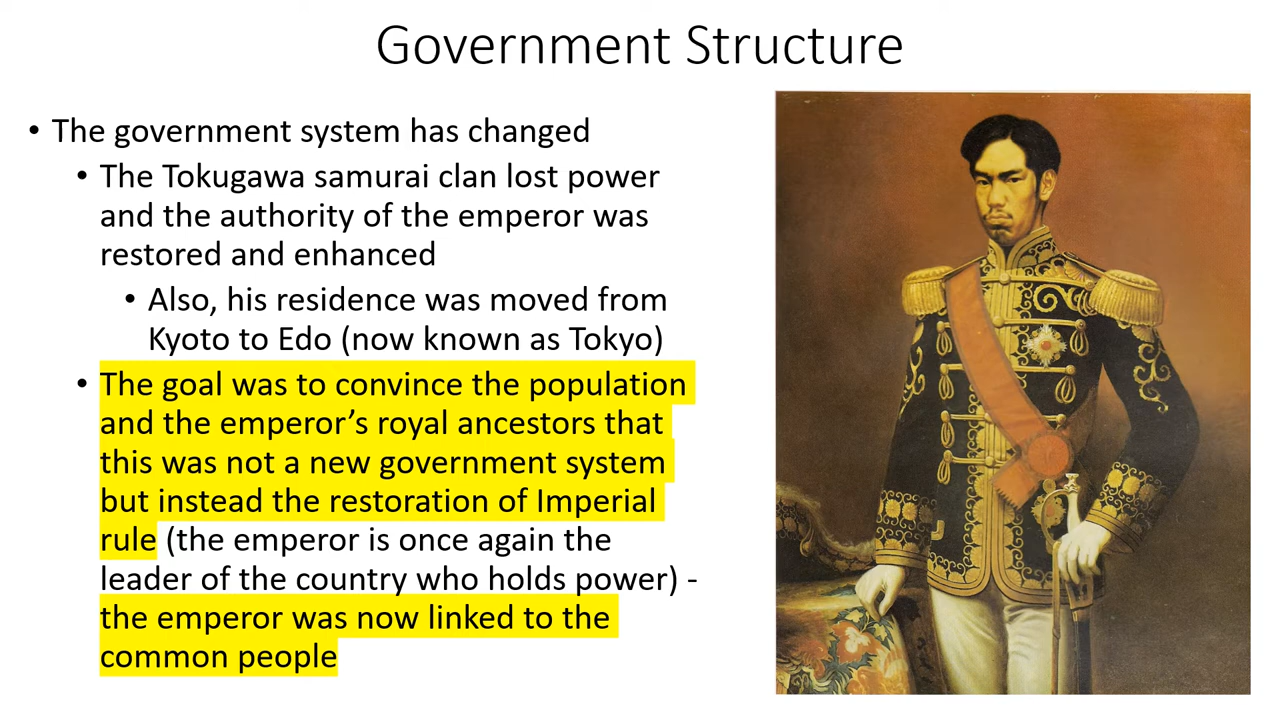 Government Structure
• The government system has changed
• The Tokugawa samurai clan lost power
and the authority of the emperor was
restored and enhanced
• Also, his residence was moved from
Kyoto to Edo (now known as Tokyo)
• The goal was to convince the population
and the emperor’s royal ancestors that
this was not a new government system
but instead the restoration of Imperial
rule (the emperor is once again the
leader of the country who holds power) -
the emperor was now linked to the
common people